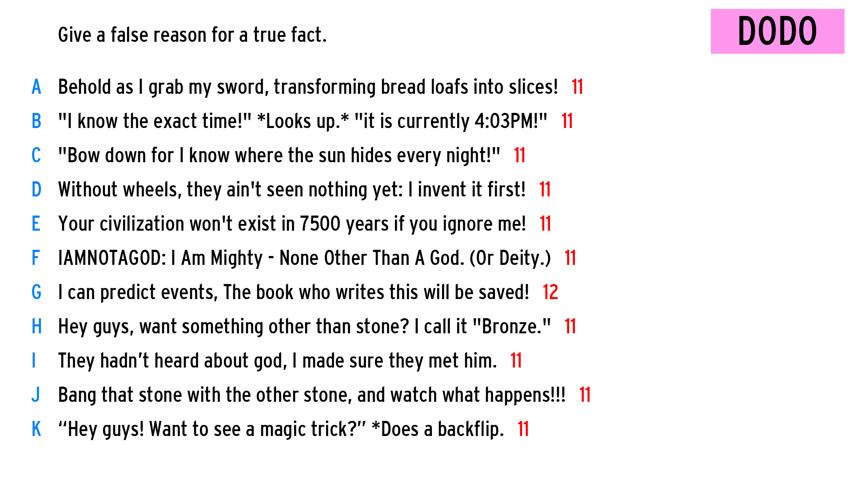 Give a false reason for a true fact.
DODO
A Behold as I grab my sword, transforming bread loafs into slices! 11
B "I know the exact time!" *Looks up.* "it is currently 4:03PM!" 11
C "Bow down for I know where the sun hides every night!" 11
D Without wheels, they ain't seen nothing yet: I invent it first! 11
E Your civilization won't exist in 7500 years if you ignore me! 11
F IAMNOTAGOD: I Am Mighty - None Other Than A God. (Or Deity.) 11
G I can predict events, The book who writes this will be saved! 12
H Hey guys, want something other than stone? I call it "Bronze." 11
I They hadn’t heard about god, I made sure they met him. 11
J Bang that stone with the other stone, and watch what happens!!! 11
K “Hey guys! Want to see a magic trick?” *Does a backflip. 11